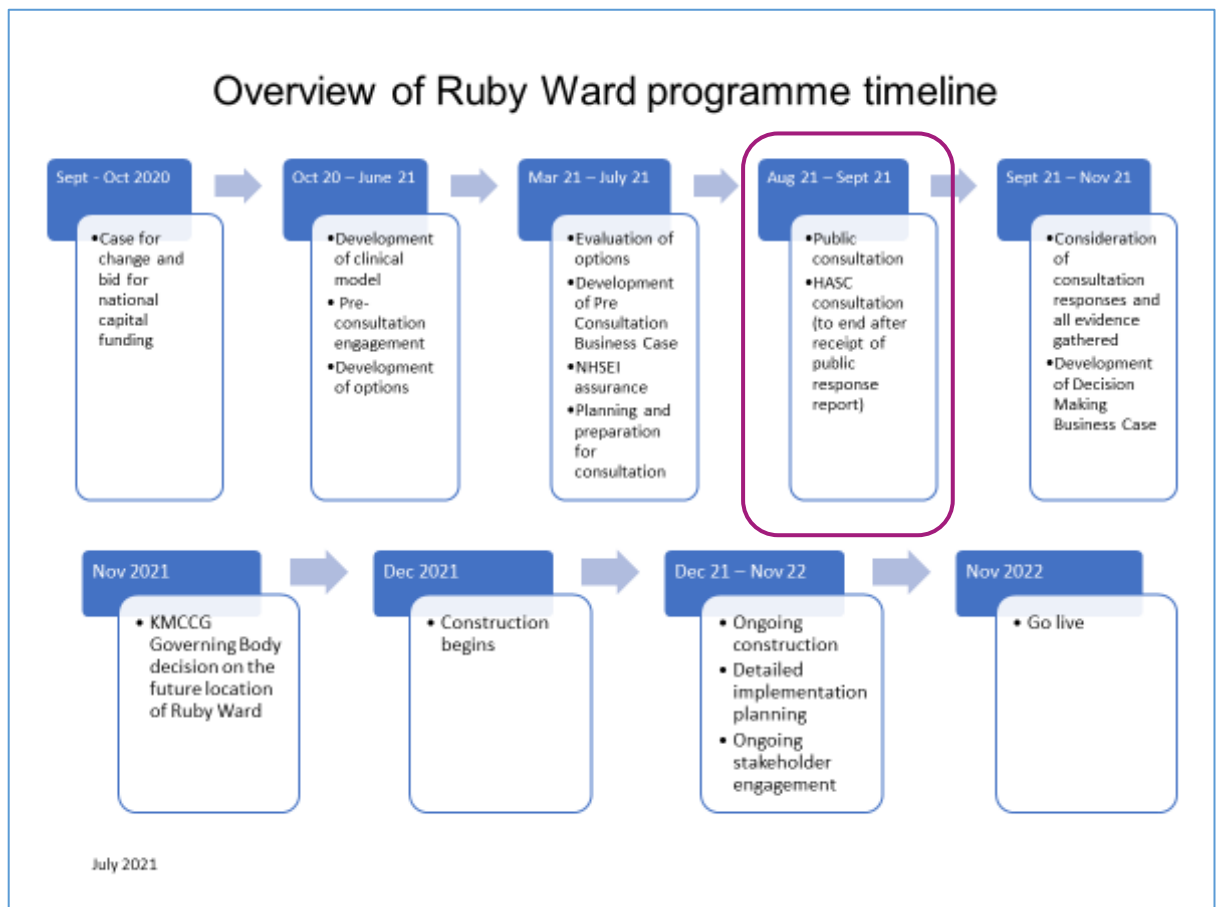 Overview of Ruby Ward programme timeline
Sept - Oct 2020
•Case for
change and
bid for
national
capital
funding
Oct 20 – June 21
•Development
of clinical
model
• Pre-
consultation
engagement
•Development
of options
Mar 21 – July 21
•Evaluation of
options
•Development
of Pre
Consultation
Business Case
•NHSEI
assurance
•Planning and
preparation
for
consultation
Aug 21 – Sept 21
•Public
consultation
•HASC
consultation
(to end after
receipt of
public
response
report)
Sept 21 – Nov 21
•Consideration
of
consultation
responses and
all evidence
gathered
•Development
of Decision
Making
Business Case
Nov 2021
• KMCCG
Governing Body
decision on the
future location
of Ruby Ward
Dec 2021
• Construction
begins
Dec 21 – Nov 22
• Ongoing
construction
• Detailed
implementation
planning
• Ongoing
stakeholder
engagement
Nov 2022
• Go live
July 2021